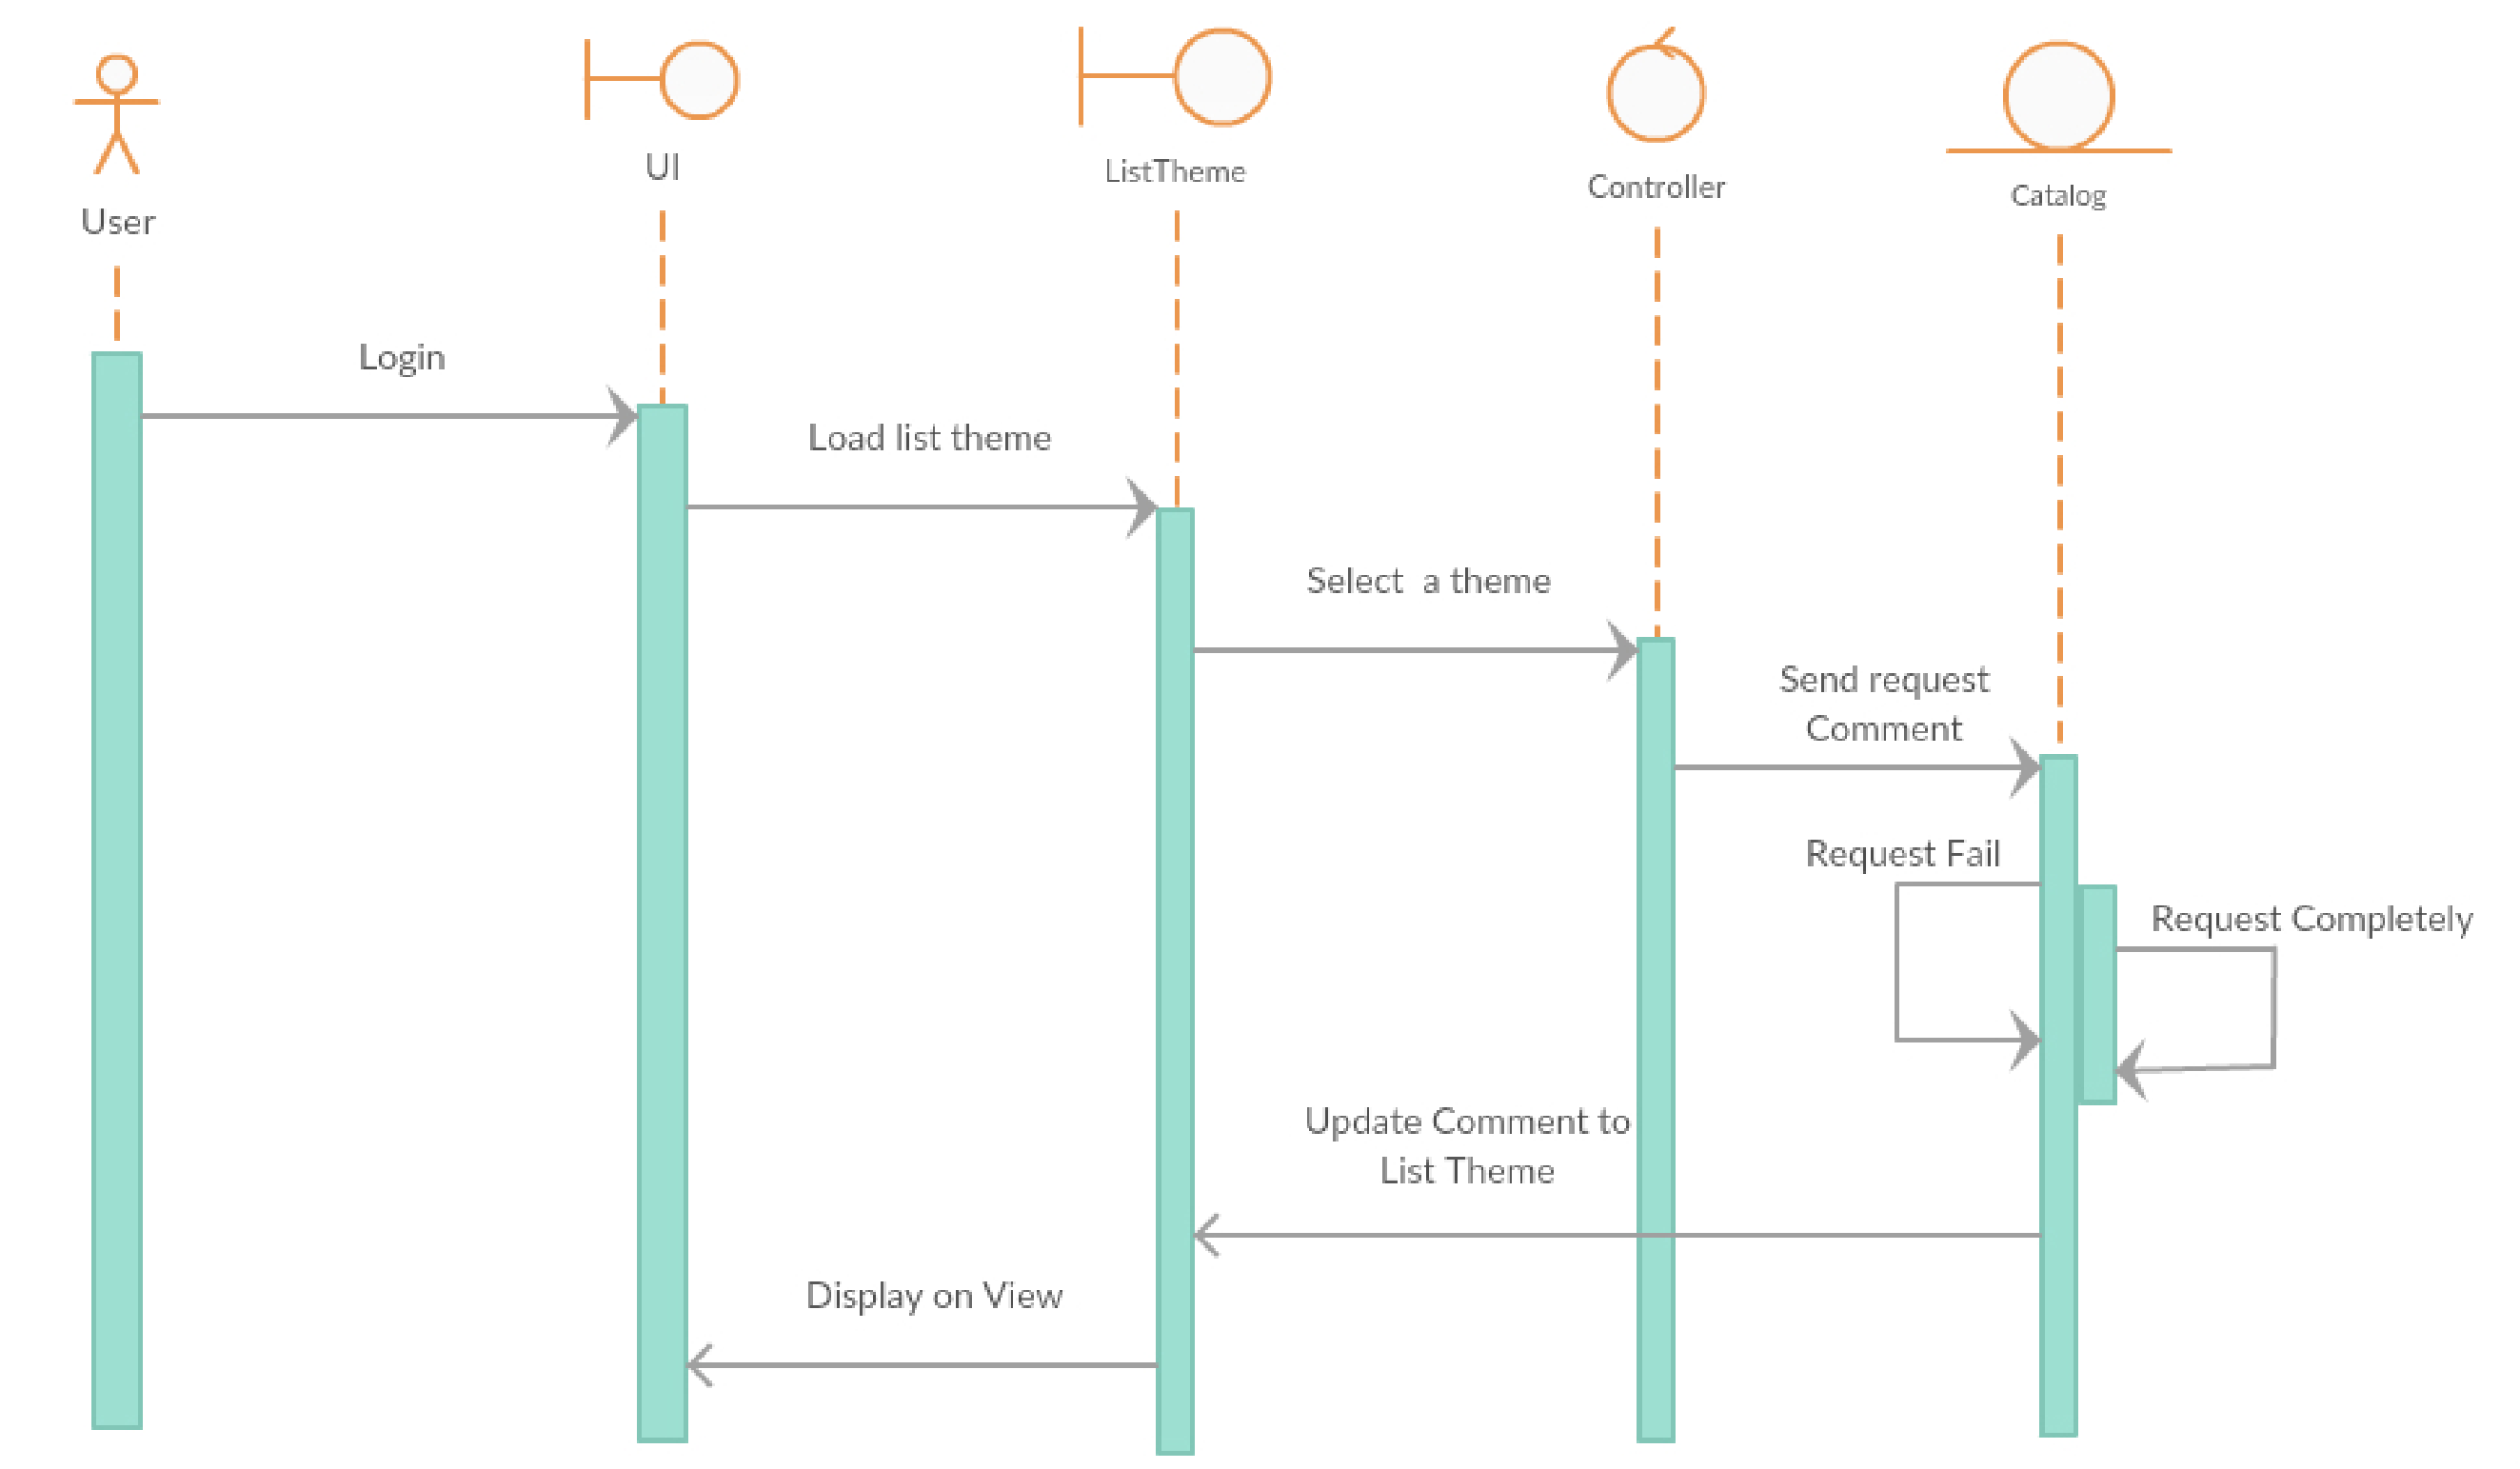 User
UI
ListTheme
Controller
Catalog
Login
Load list theme
Select a theme
Send request
Comment
Request Fail
Request Completely
Update Comment to
List Theme
Display on View